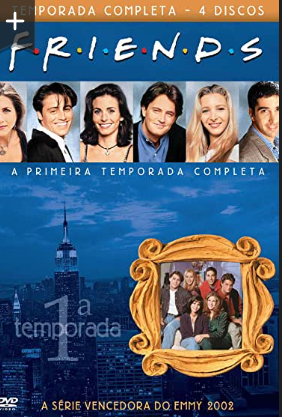 TEMPORADA COMPLETA - 4 DISCOS
F·R·I·E·N·D·S
A PRIMEIRA TEMPORADA COMPLETA
1ª
temporada
DVD
A SÉRIE VENCEDORA DO EMMY 2002